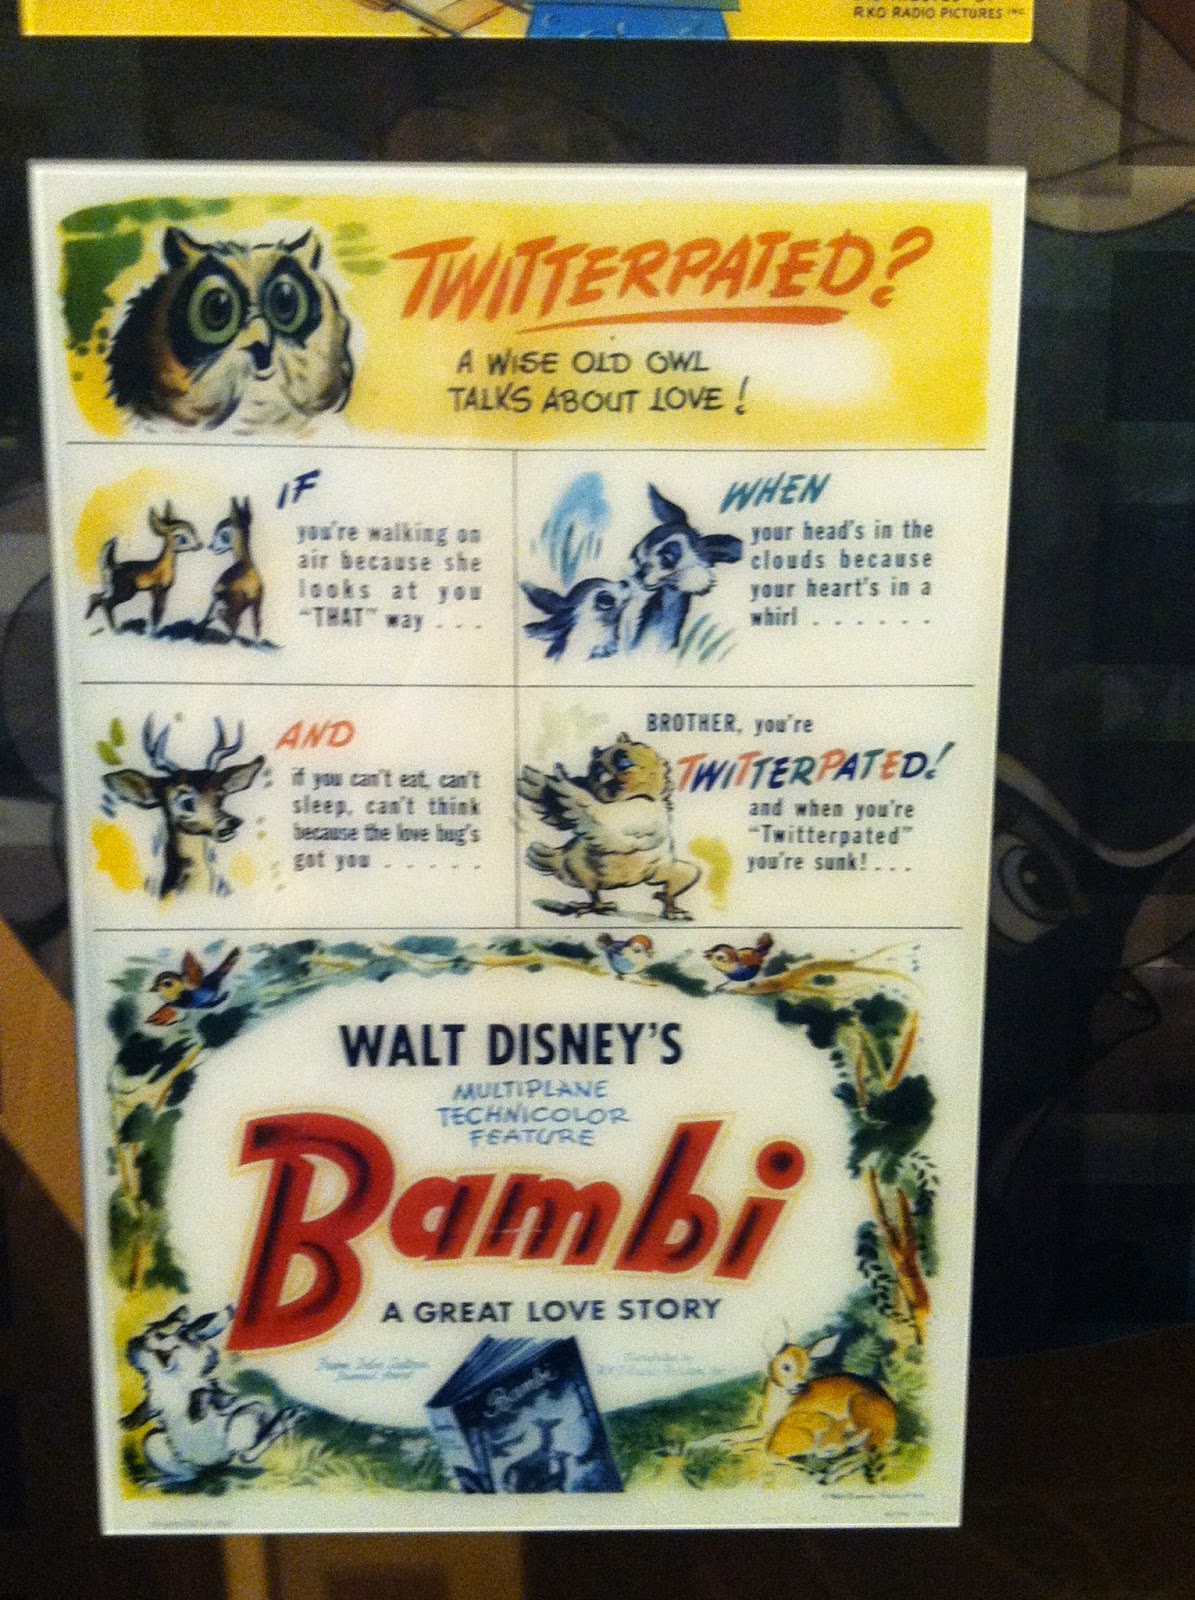 RKO RADIO PICTURES INC
TWITTERPATED?
A WISE OLD OWL
TALKS ABOUT LOVE!
IF
you're walking on
air because she
looks at you
"THAT" way . . .
WHEN
your head's in the
clouds because
your heart's in a
whirl . . . . . .
AND
if you can't eat, can't
sleep, can't think
because the love bug's
got you . . . . .
BROTHER, you're
TWITTERPATED!
and when you're
"Twitterpated"
you're sunk! . . .
WALT DISNEY'S
MULTIPLANE
TECHNICOLOR
FEATURE
Bambi
A GREAT LOVE STORY
Bambi